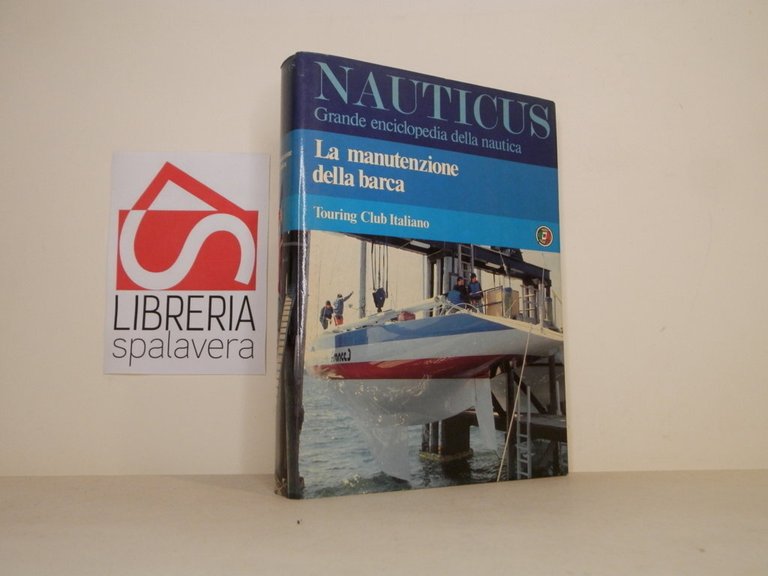 NAUTICUS
Grande enciclopedia della nautica
La manutenzione
della barca
Touring Club Italiano
LIBRERIA
spalavera